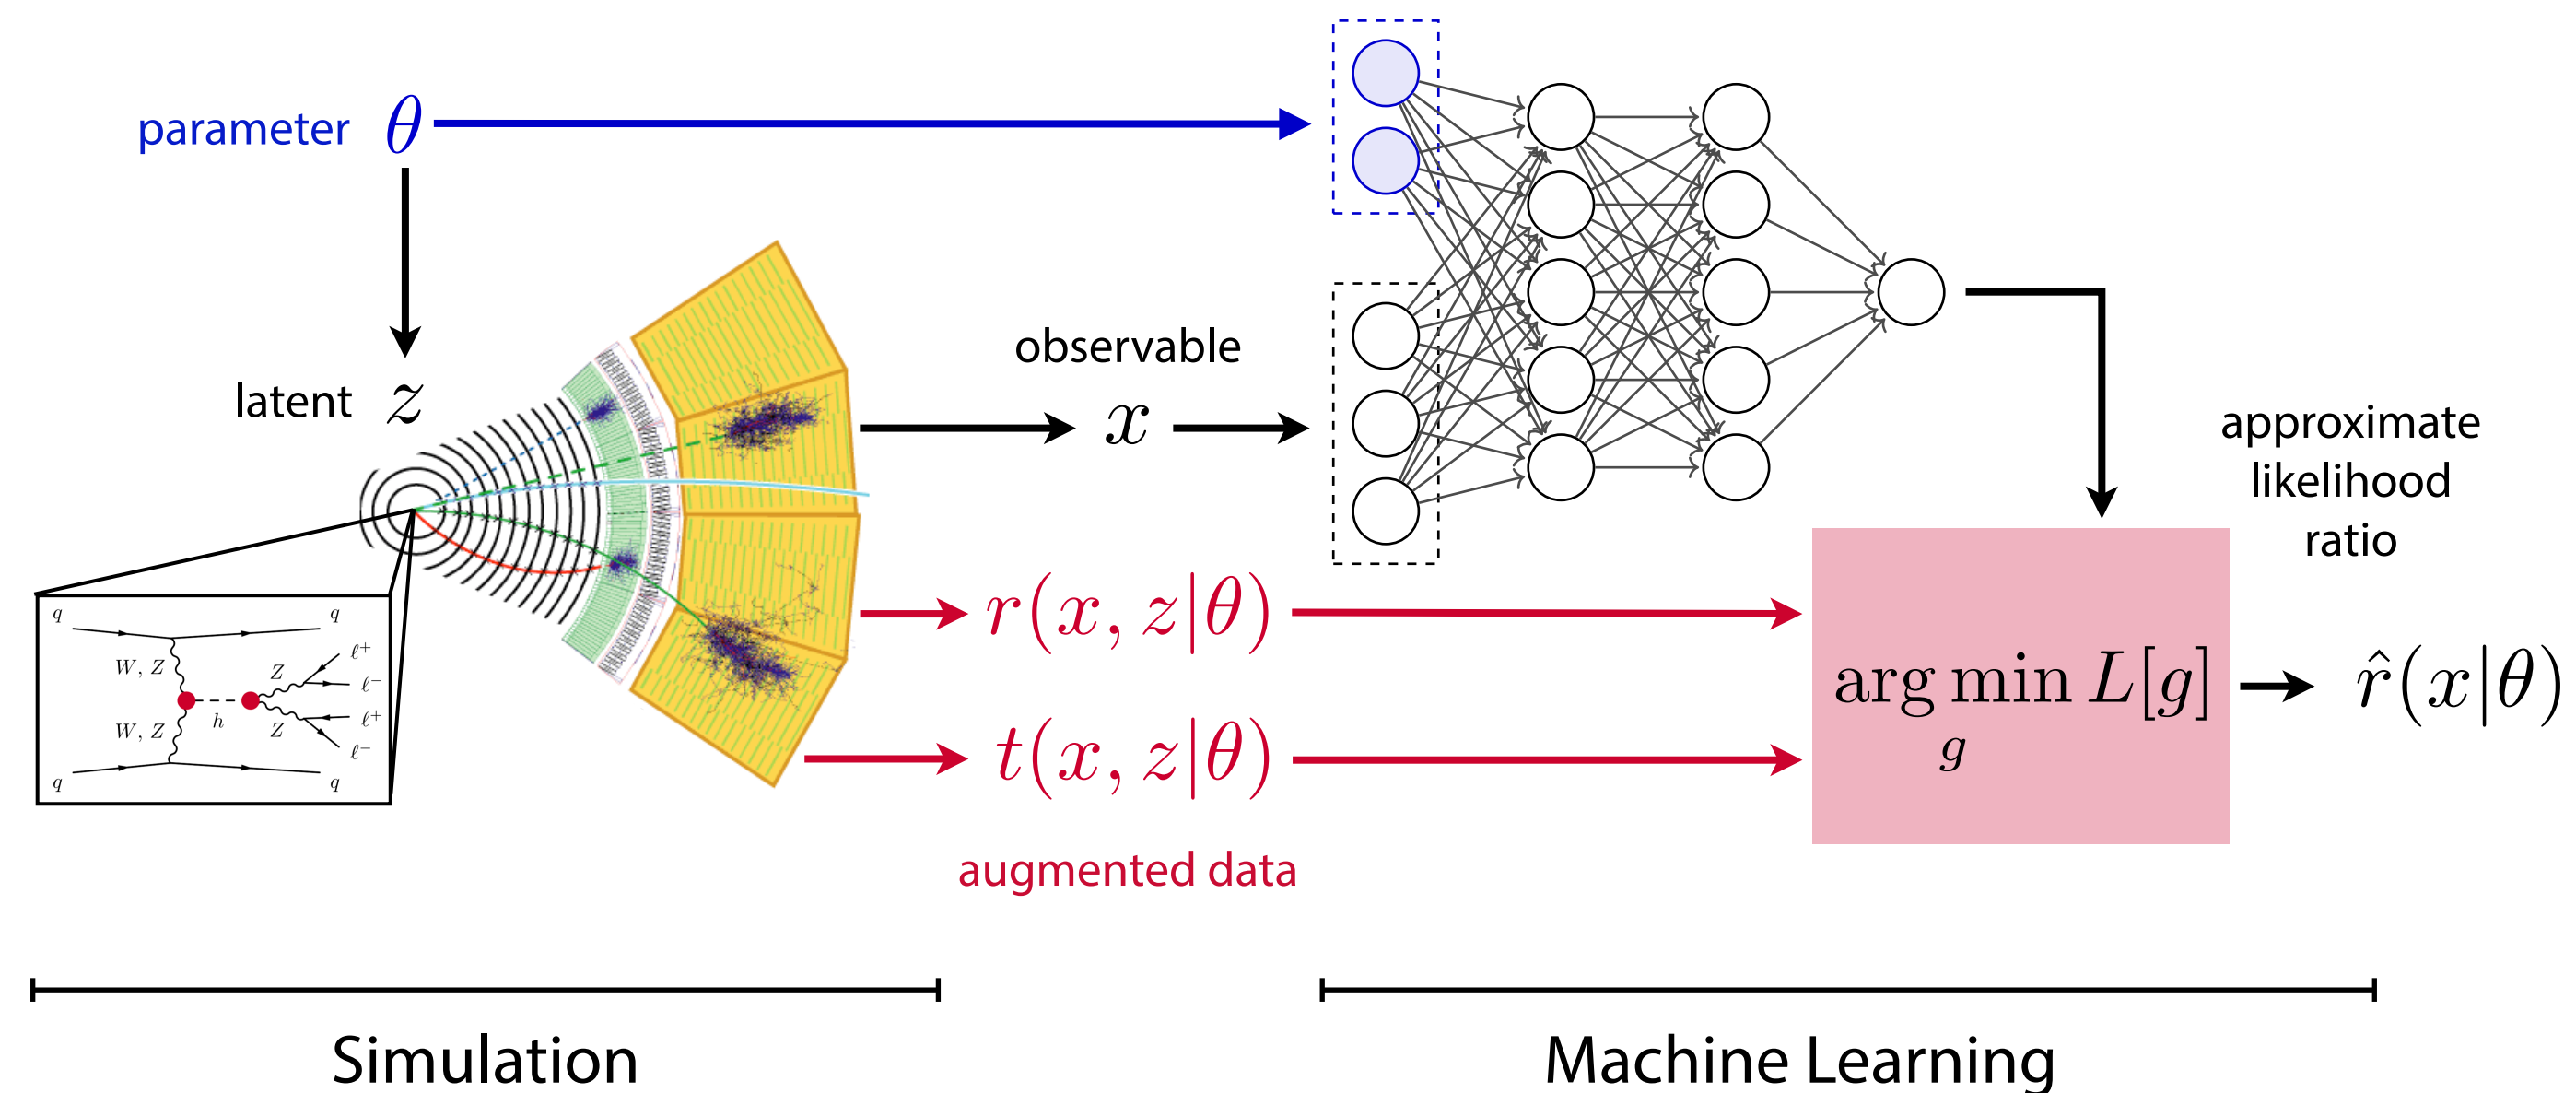 parameter θ
latent z
observable
x
approximate
likelihood
ratio
r(x, z|θ)
t(x, z|θ)
augmented data
arg min L[g]
g
r̂(x|θ)
q
q
W, Z
Z
ℓ+
ℓ−
h
W, Z
Z
ℓ+
ℓ−
q
q
Simulation
Machine Learning